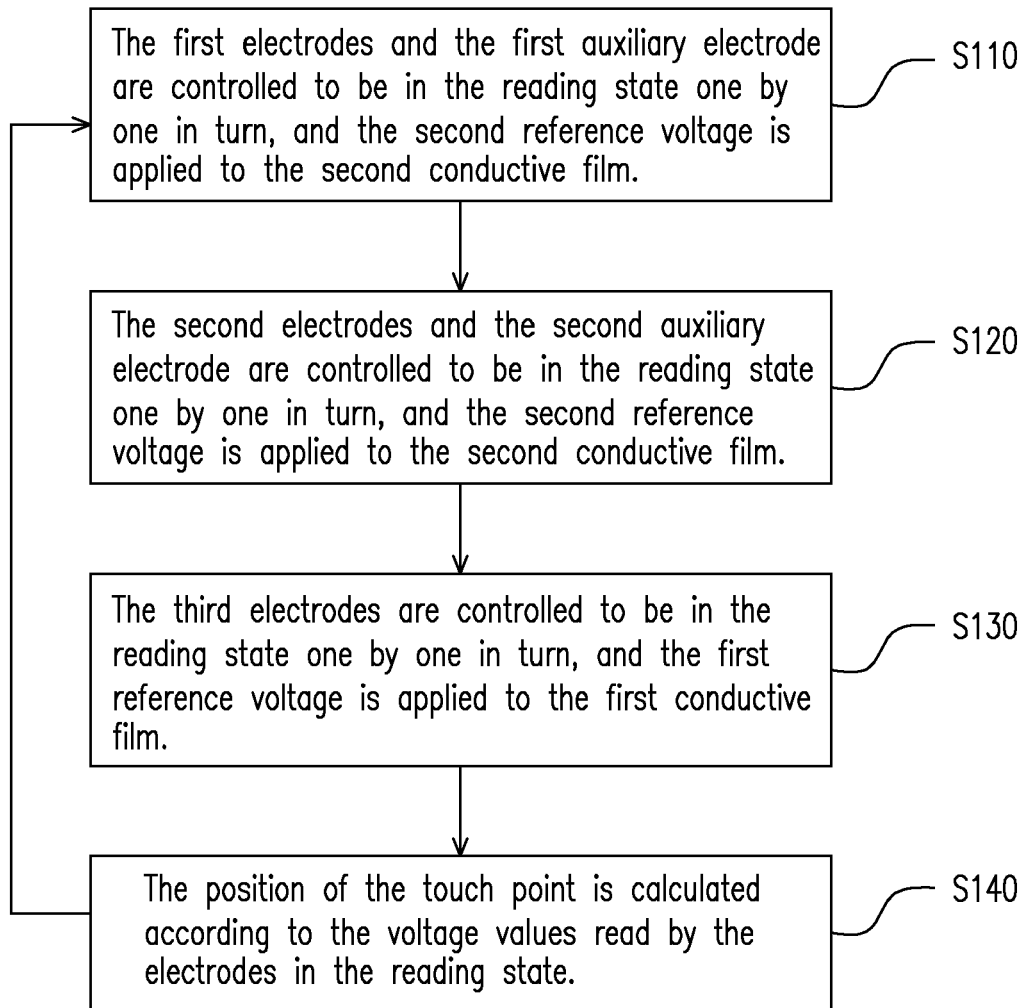 The first electrodes and the first auxiliary electrode
are controlled to be in the reading state one by
one in turn, and the second reference voltage is
applied to the second conductive film.
S110
The second electrodes and the second auxiliary
electrode are controlled to be in the reading state
one by one in turn, and the second reference
voltage is applied to the second conductive film.
S120
The third electrodes are controlled to be in the
reading state one by one in turn, and the first
reference voltage is applied to the first conductive
film.
S130
The position of the touch point is calculated
according to the voltage values read by the
electrodes in the reading state.
S140